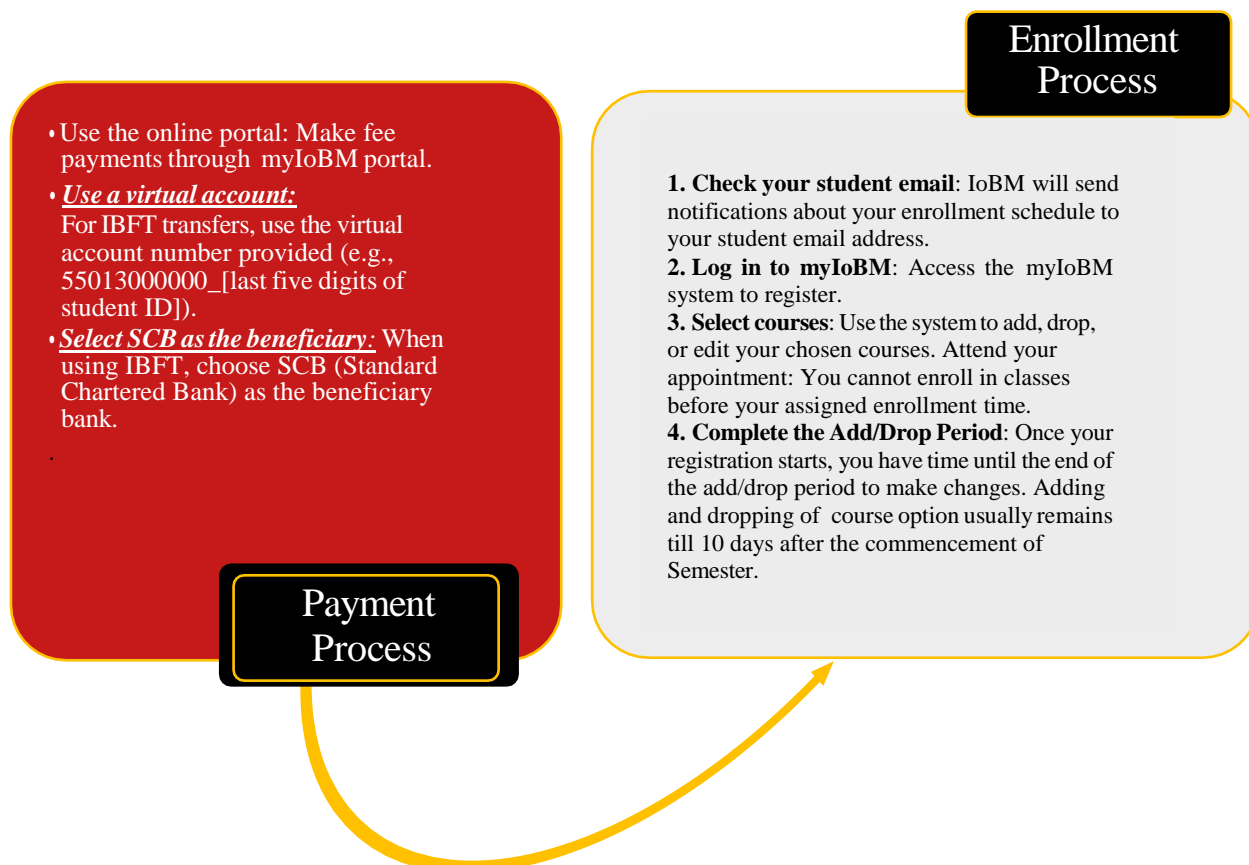 • Use the online portal: Make fee
payments through myIoBM portal.
• Use a virtual account:
For IBFT transfers, use the virtual
account number provided (e.g.,
55013000000_[last five digits of
student ID]).
• Select SCB as the beneficiary: When
using IBFT, choose SCB (Standard
Chartered Bank) as the beneficiary
bank.
.
Payment
Process
Enrollment
Process
1. Check your student email: IoBM will send
notifications about your enrollment schedule to
your student email address.
2. Log in to myIoBM: Access the myIoBM
system to register.
3. Select courses: Use the system to add, drop,
or edit your chosen courses. Attend your
appointment: You cannot enroll in classes
before your assigned enrollment time.
4. Complete the Add/Drop Period: Once your
registration starts, you have time until the end of
the add/drop period to make changes. Adding
and dropping of course option usually remains
till 10 days after the commencement of
Semester.